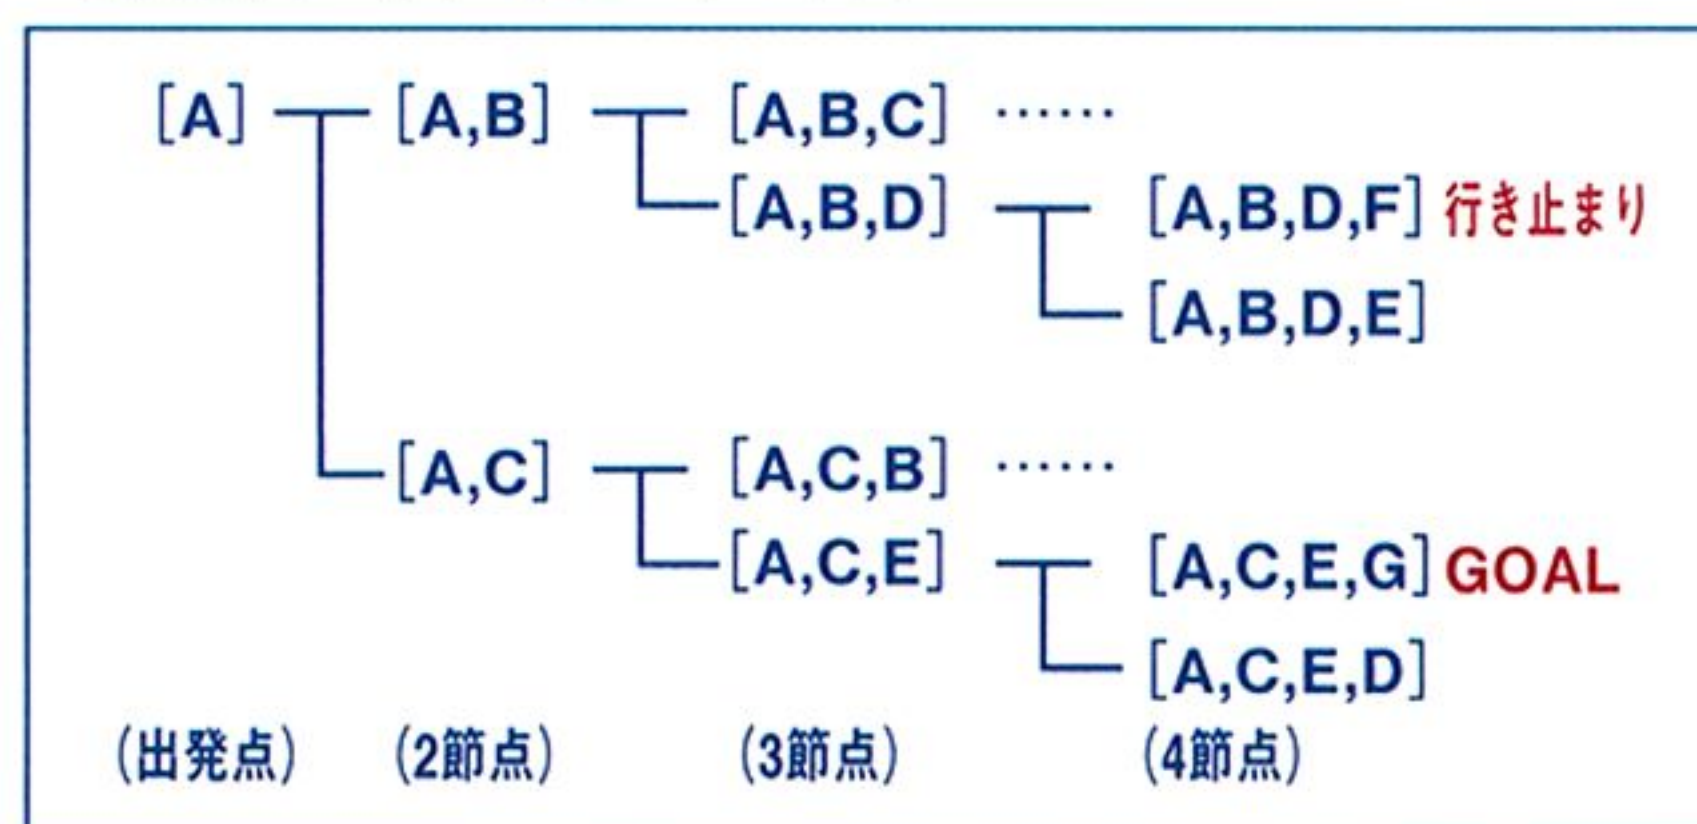 [A] [A,B] [A,B,C] ……
[A,B,D] [A,B,D,F] 行き止まり
[A,B,D,E]
[A,C] [A,C,B] ……
[A,C,E] [A,C,E,G] GOAL
[A,C,E,D]
(出発点) (2節点) (3節点) (4節点)